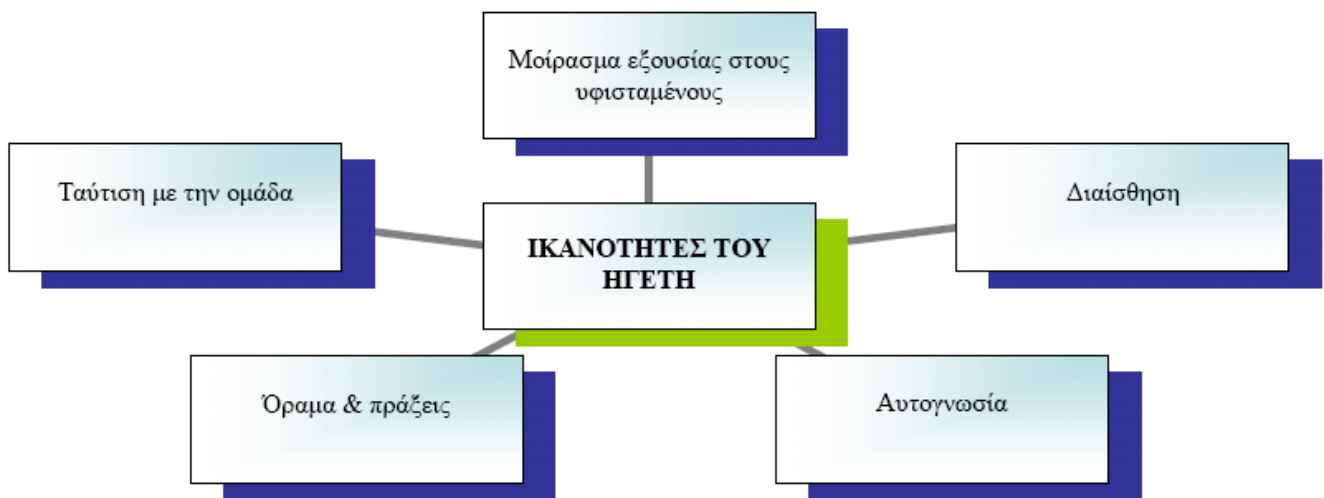 Μοίρασμα εξουσίας στους
υφισταμένους
Ταύτιση με την ομάδα
Διαίσθηση
ΙΚΑΝΟΤΗΤΕΣ ΤΟΥ
ΗΓΕΤΗ
Όραμα & πράξεις
Αυτογνωσία